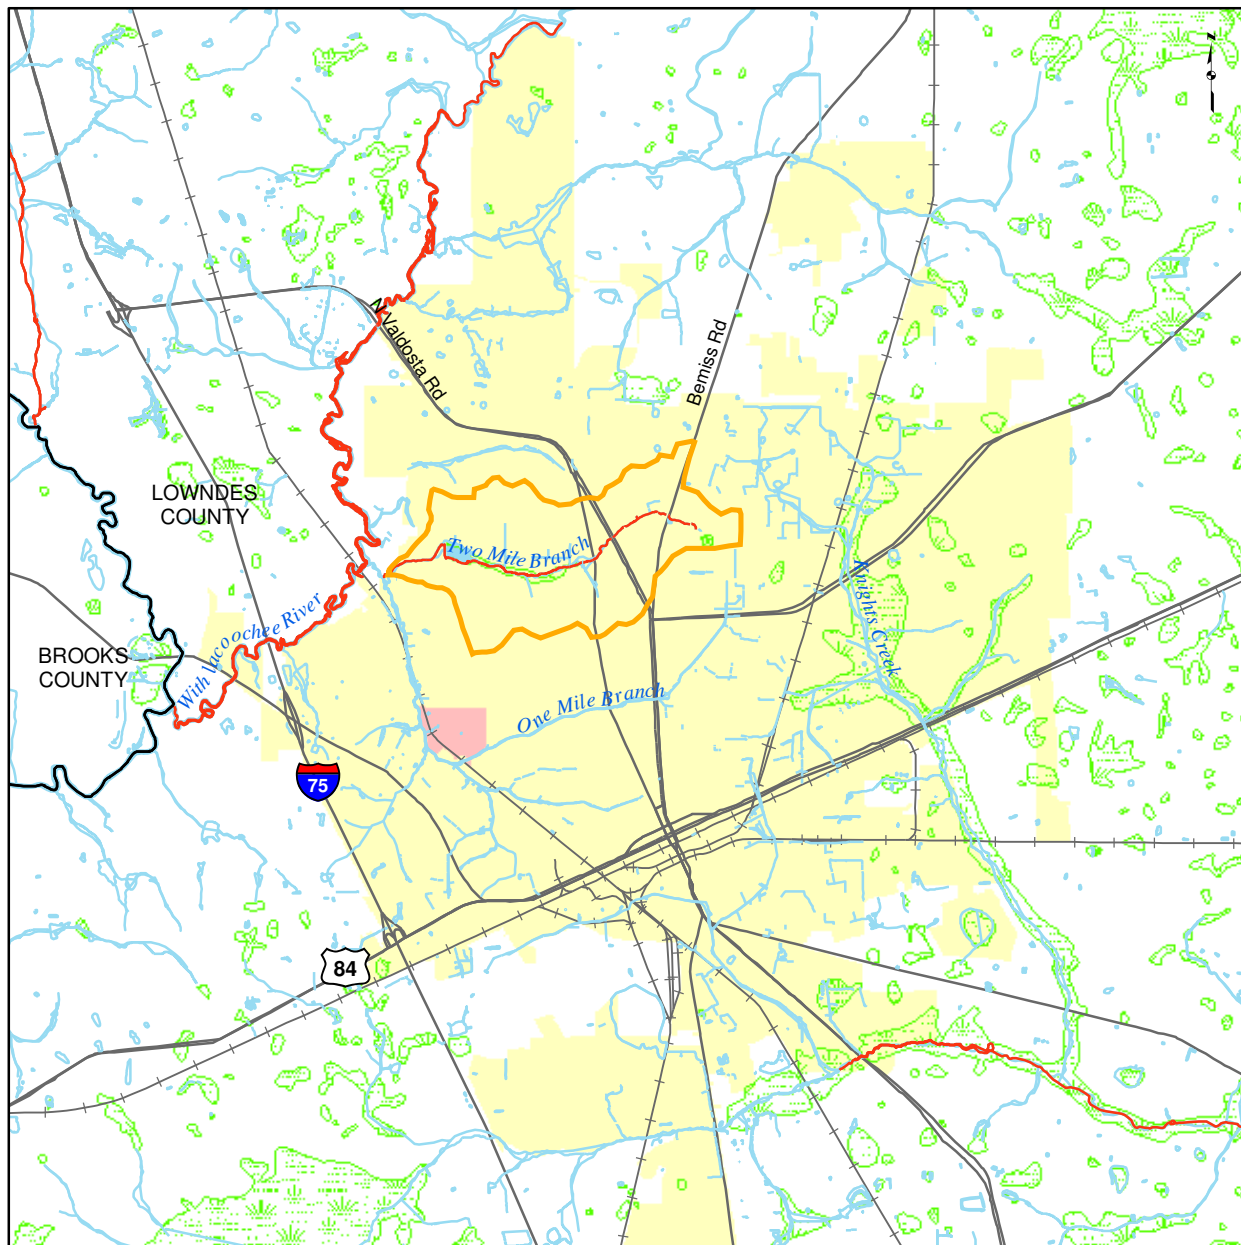 N
N Valdosta Rd
Bemiss Rd
LOWNDES
COUNTY
Two Mile Branch
Knights Creek
Withlacoochee River
BROOKS
COUNTY
One Mile Branch
75
84